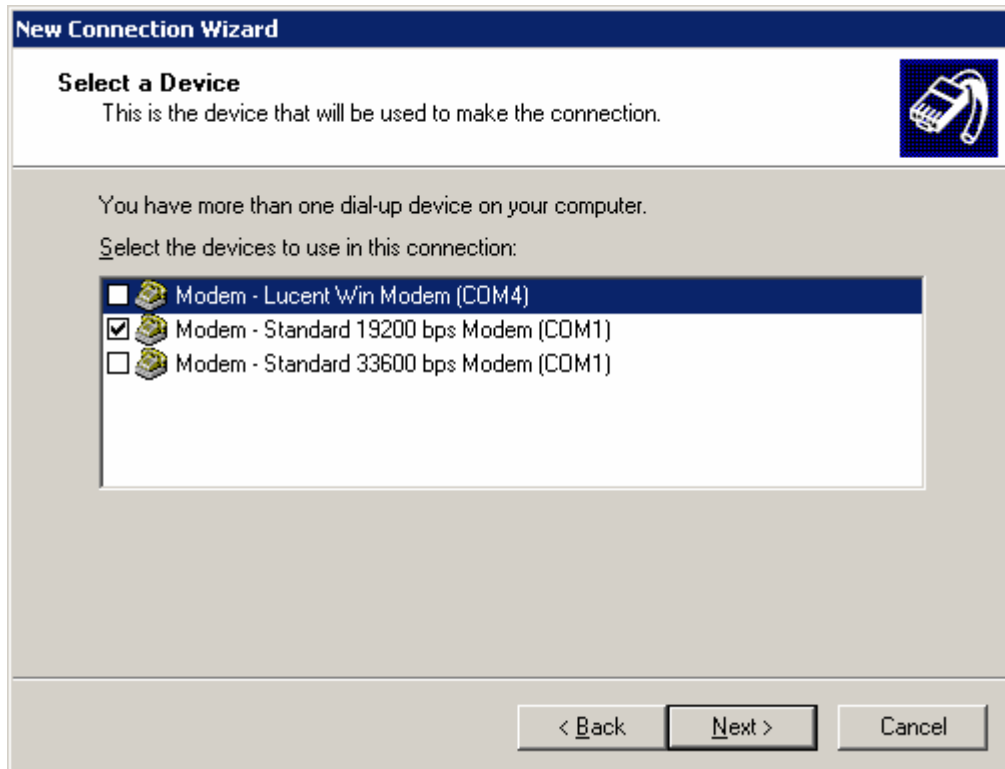 New Connection Wizard
Select a Device
This is the device that will be used to make the connection.
You have more than one dial-up device on your computer.
Select the devices to use in this connection:
Modem - Lucent Win Modem (COM4)
Modem - Standard 19200 bps Modem (COM1)
Modem - Standard 33600 bps Modem (COM1)
< Back Next > Cancel